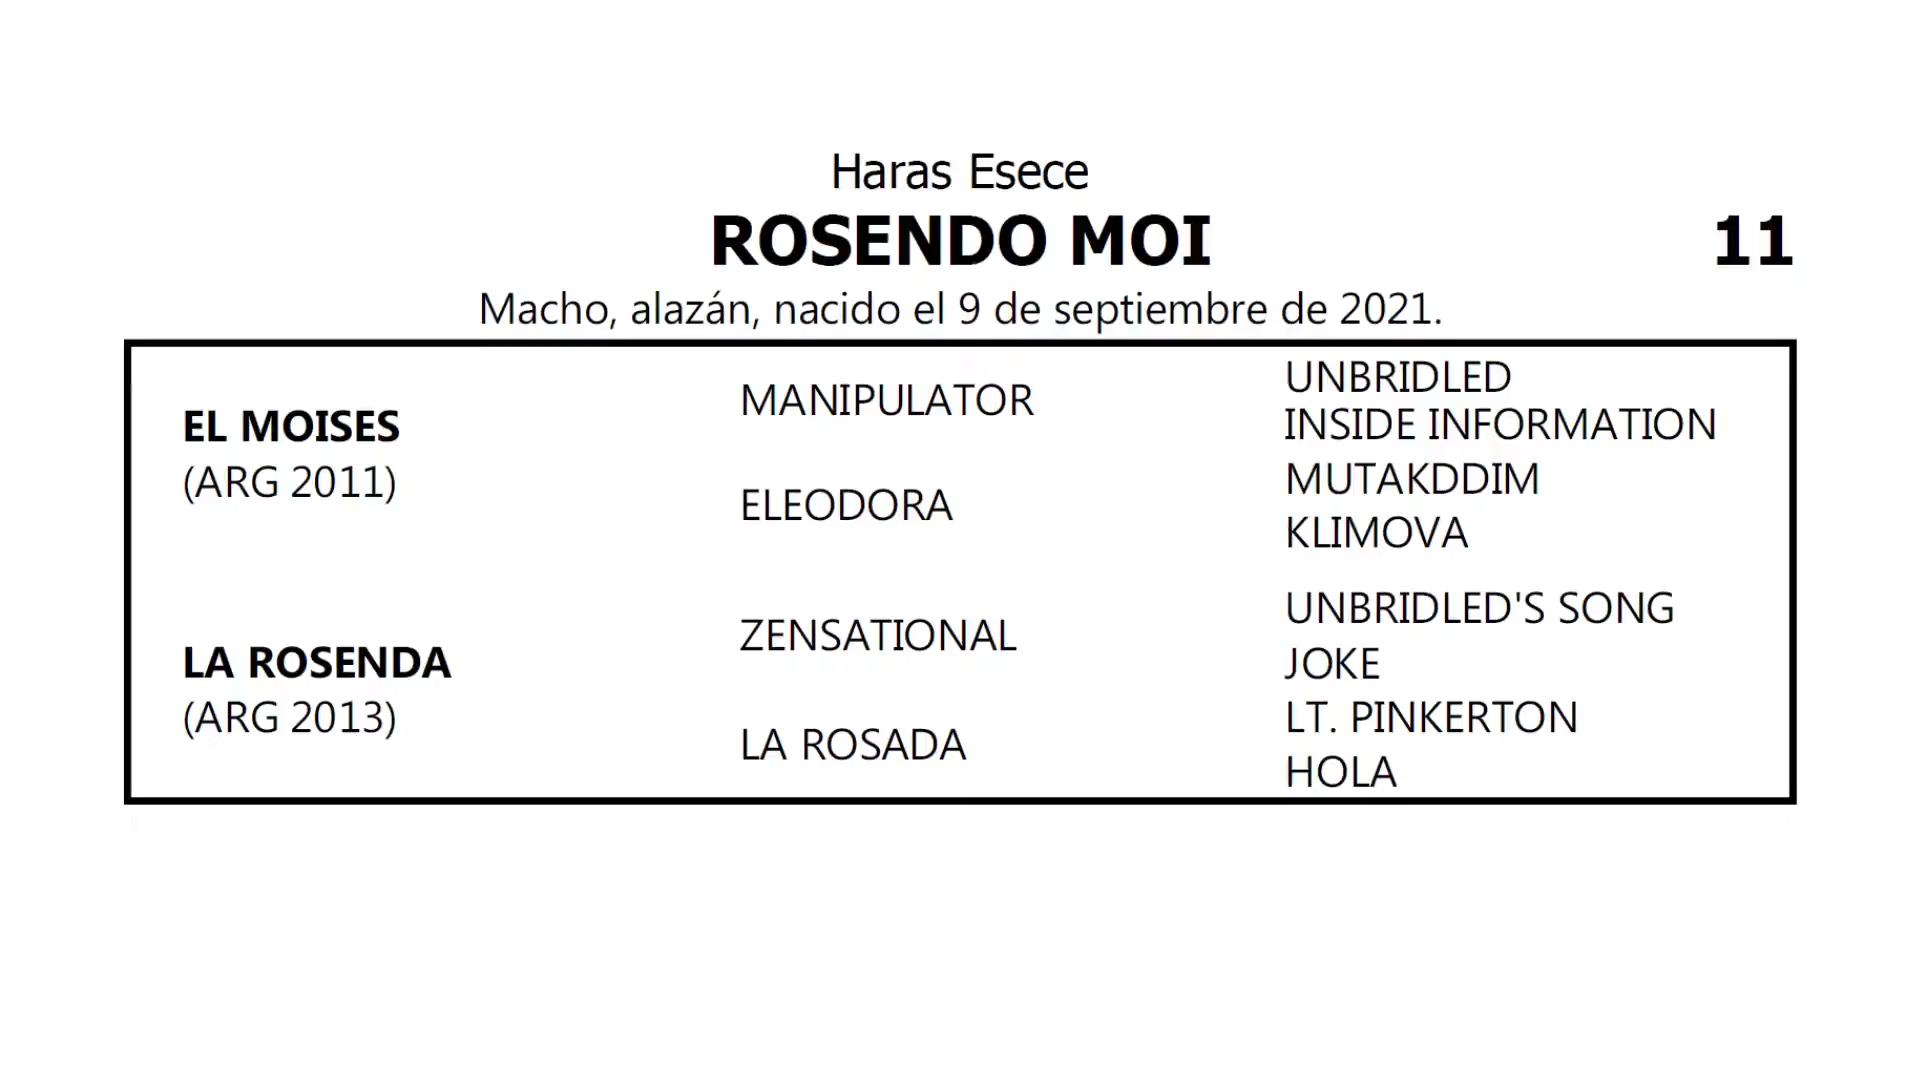 Haras Esece
ROSENDO MOI 11
Macho, alazán, nacido el 9 de septiembre de 2021.
EL MOISES
(ARG 2011)
MANIPULATOR
UNBRIDLED
INSIDE INFORMATION
ELEODORA
MUTAKDDIM
KLIMOVA
LA ROSENDA
(ARG 2013)
ZENSATIONAL
UNBRIDLED'S SONG
JOKE
LA ROSADA
LT. PINKERTON
HOLA